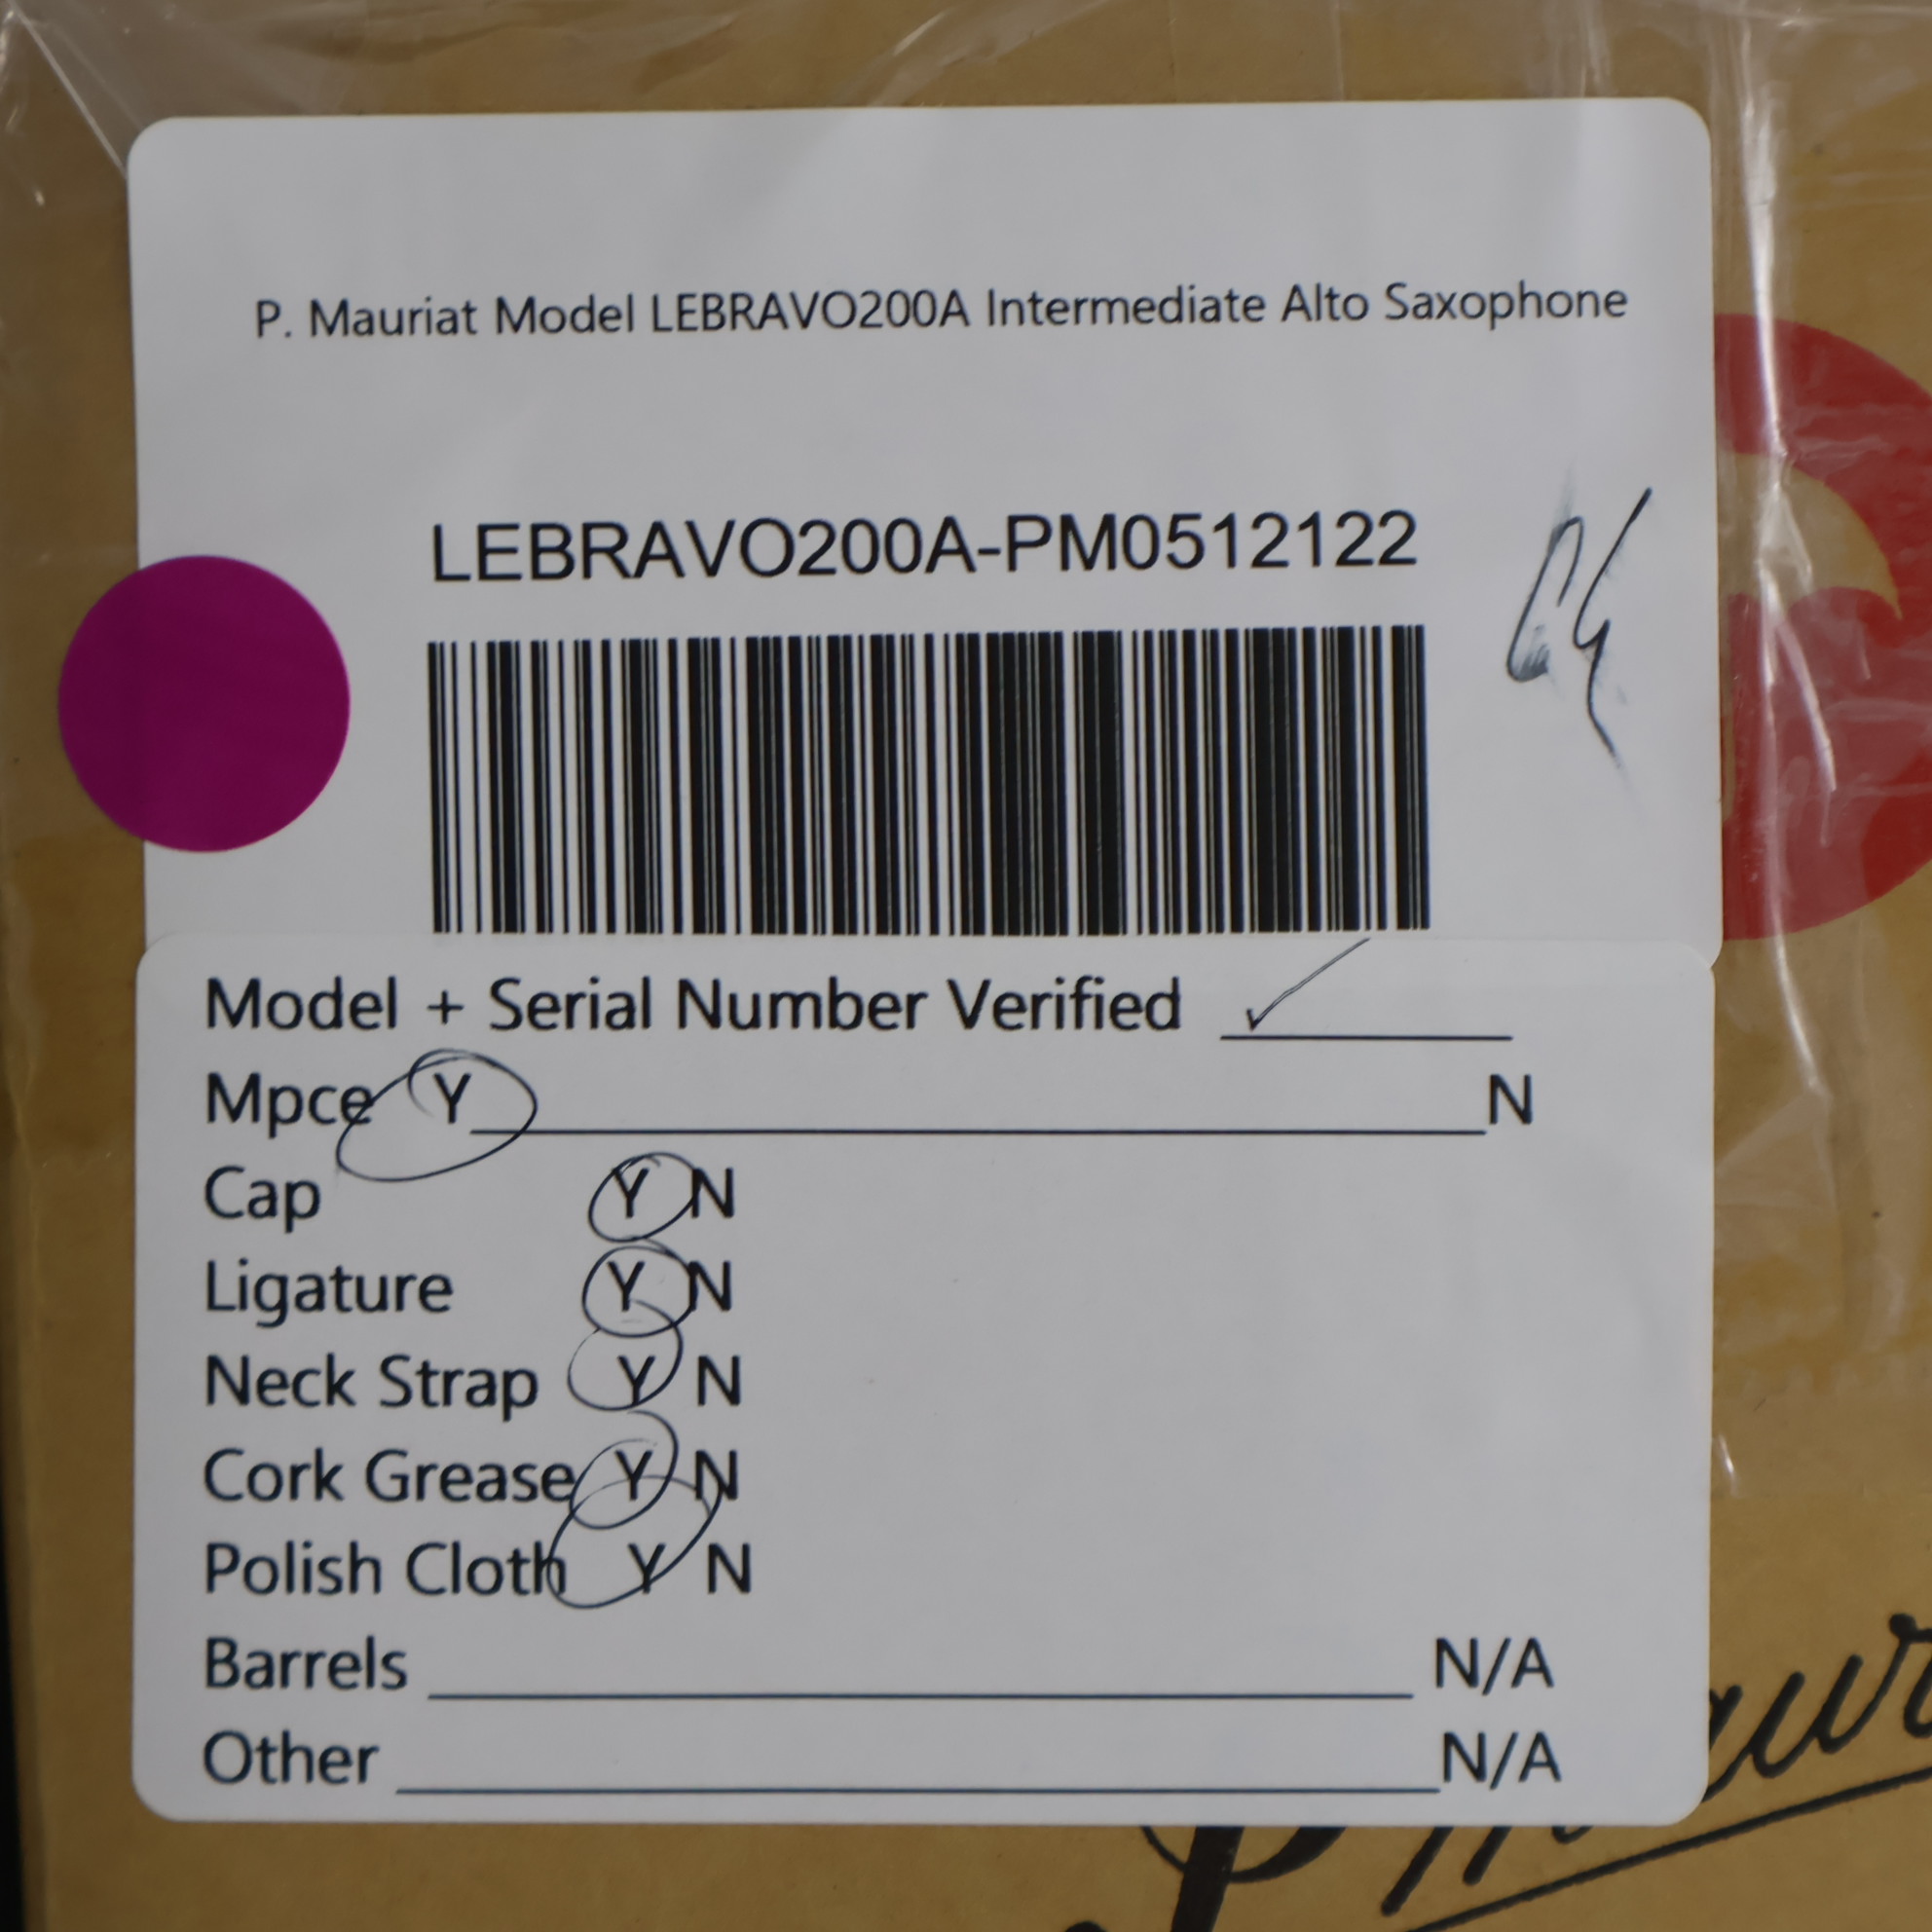 P. Mauriat Model LEBRAVO200A Intermediate Alto Saxophone
LEBRAVO200A-PM0512122
Model + Serial Number Verified ✓
Mpce Y N
Cap Y N
Ligature Y N
Neck Strap Y N
Cork Grease Y N
Polish Cloth Y N
Barrels N/A
Other N/A